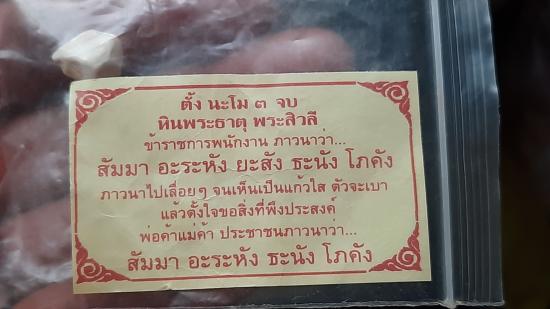 ตั้ง นะโม ๓ จบ
หินพระธาตุ พระสิวลี
ข้าราชการพนักงาน ภาวนาว่า...
สัมมา อะระหัง ยะสัง ธะนัง โภคัง
ภาวนาไปเลื่อยๆ จนเห็นเป็นแก้วใส ตัวจะเบา
แล้วตั้งใจขอสิ่งที่พึงประสงค์
พ่อค้าแม่ค้า ประชาชนภาวนาว่า...
สัมมา อะระหัง ธะนัง โภคัง